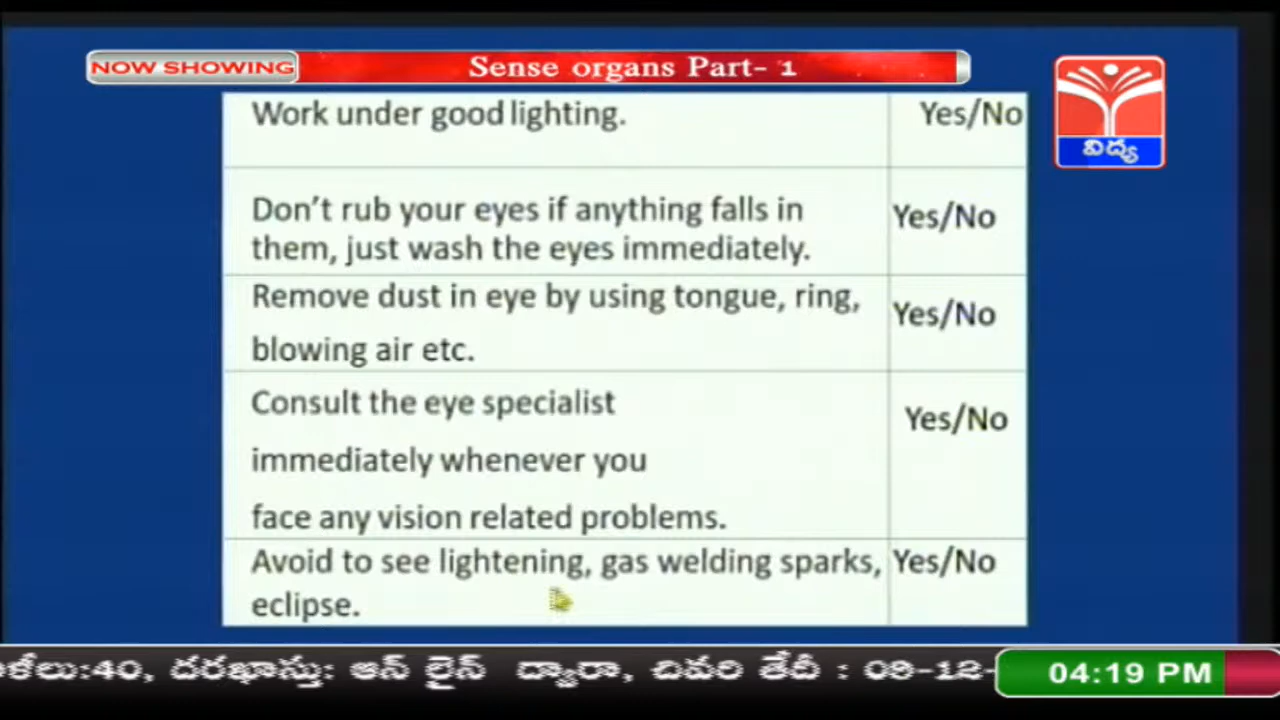 NOW SHOWING
Sense organs Part- 1
విద్య
Work under good lighting.
Yes/No
Don't rub your eyes if anything falls in
them, just wash the eyes immediately.
Yes/No
Remove dust in eye by using tongue, ring,
blowing air etc.
Yes/No
Consult the eye specialist
immediately whenever you
face any vision related problems.
Yes/No
Avoid to see lightening, gas welding sparks,
eclipse.
Yes/No
దరఖాస్తు: ఆన్ లైన్ ద్వారా, చివరి తేదీ : 09-12-
04:19 PM